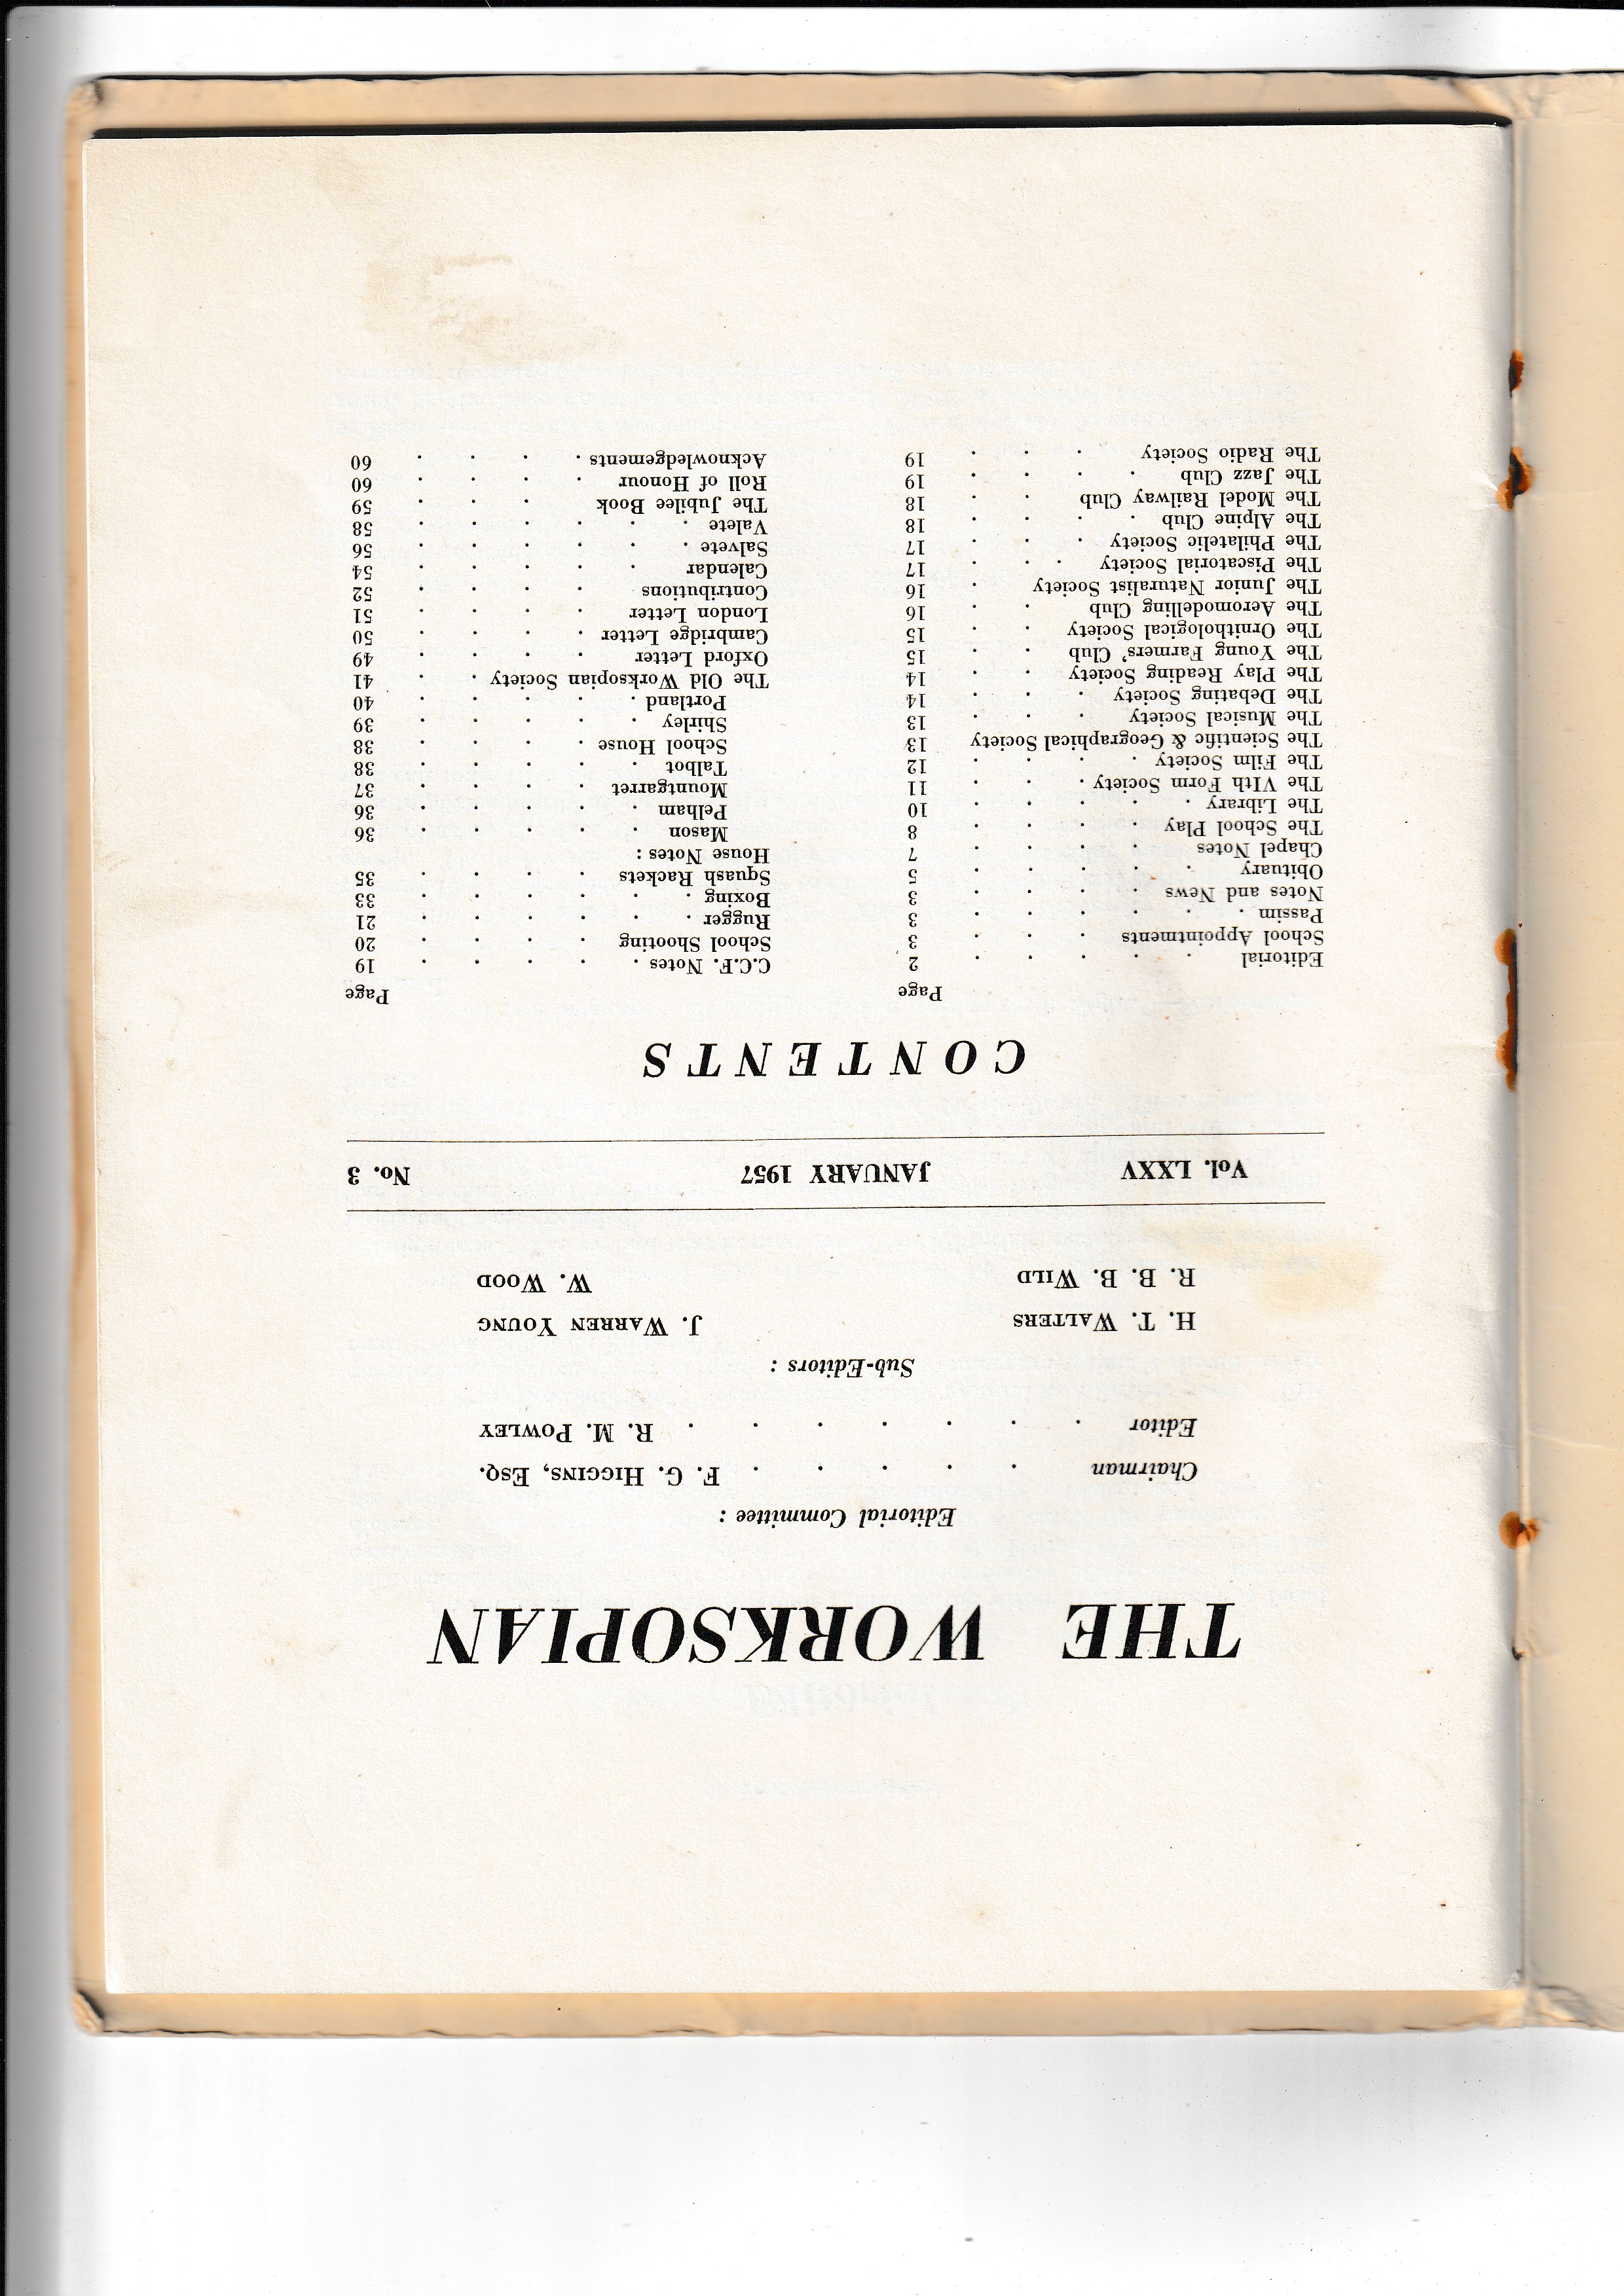 THE WORKSOPIAN
Editorial Committee :
Chairman . . . . . F. G. HIGGINS, ESQ.
Editor . . . . . . . R. M. POWLEY
Sub-Editors :
H. T. WALTERS J. WARREN YOUNG
R. B. B. WILD W. WOOD
Vol. LXXV JANUARY 1957 No. 3
CONTENTS
Page
Editorial . . . . . 2
School Appointments . . . 3
Passim . . . . . . 3
Notes and News . . . . 3
Obituary . . . . . 5
Chapel Notes . . . . 7
The School Play . . . . 8
The Library . . . . . 10
The VIth Form Society . . . 11
The Film Society . . . . 12
The Scientific & Geographical Society 13
The Musical Society . . . 13
The Debating Society . . . 14
The Play Reading Society . . 14
The Young Farmers' Club . . 15
The Ornithological Society . . 15
The Aeromodelling Club . . 16
The Junior Naturalist Society . 16
The Piscatorial Society . . . 17
The Philatelic Society . . . 17
The Alpine Club . . . . 18
The Model Railway Club . . 18
The Jazz Club . . . . 19
The Radio Society . . . 19
Page
C.C.F. Notes . . . . . 19
School Shooting . . . . 20
Rugger . . . . . . 21
Boxing . . . . . . 33
Squash Rackets . . . . 35
House Notes :
Mason . . . . . 36
Pelham . . . . . 36
Mountgarret . . . . 37
Talbot . . . . . 38
School House . . . . 38
Shirley . . . . . 39
Portland . . . . . 40
The Old Worksopian Society . . 41
Oxford Letter . . . . 49
Cambridge Letter . . . . 50
London Letter . . . . 51
Contributions . . . . 52
Calendar . . . . . 54
Salvete . . . . . . 56
Valete . . . . . . 58
The Jubilee Book . . . 59
Roll of Honour . . . . 60
Acknowledgements . . . . 60